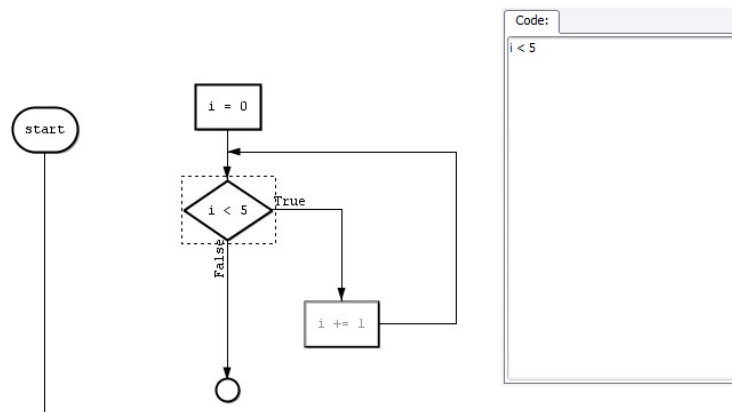 Code:
i < 5
i = 0
start
i < 5
True
False
i += 1